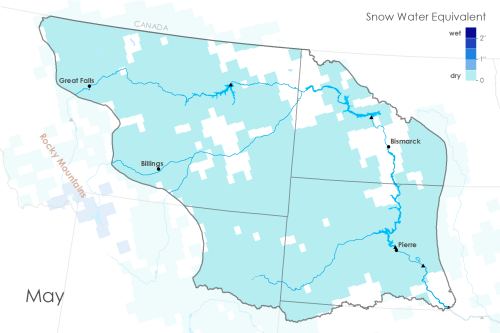 Snow Water Equivalent
CANADA
wet
2"
1"
dry
0
Great Falls
Rocky Mountains
Bismarck
Billings
Pierre
May